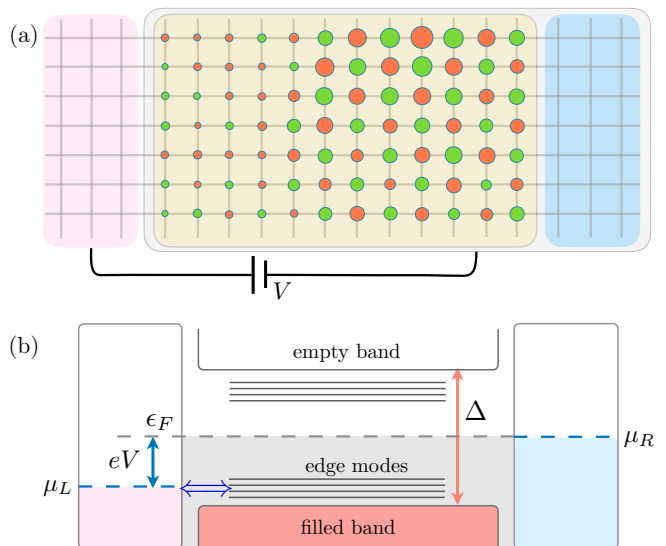 (a)
V
(b)
empty band
ϵ_F
Δ
μ_R
eV
edge modes
μ_L
filled band